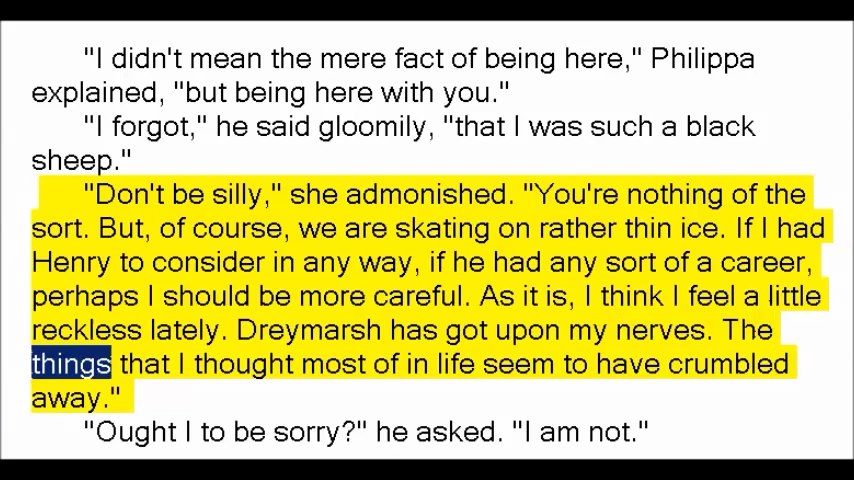 "I didn't mean the mere fact of being here," Philippa
explained, "but being here with you."
"I forgot," he said gloomily, "that I was such a black
sheep."
"Don't be silly," she admonished. "You're nothing of the
sort. But, of course, we are skating on rather thin ice. If I had
Henry to consider in any way, if he had any sort of a career,
perhaps I should be more careful. As it is, I think I feel a little
reckless lately. Dreymarsh has got upon my nerves. The
things that I thought most of in life seem to have crumbled
away."
"Ought I to be sorry?" he asked. "I am not."